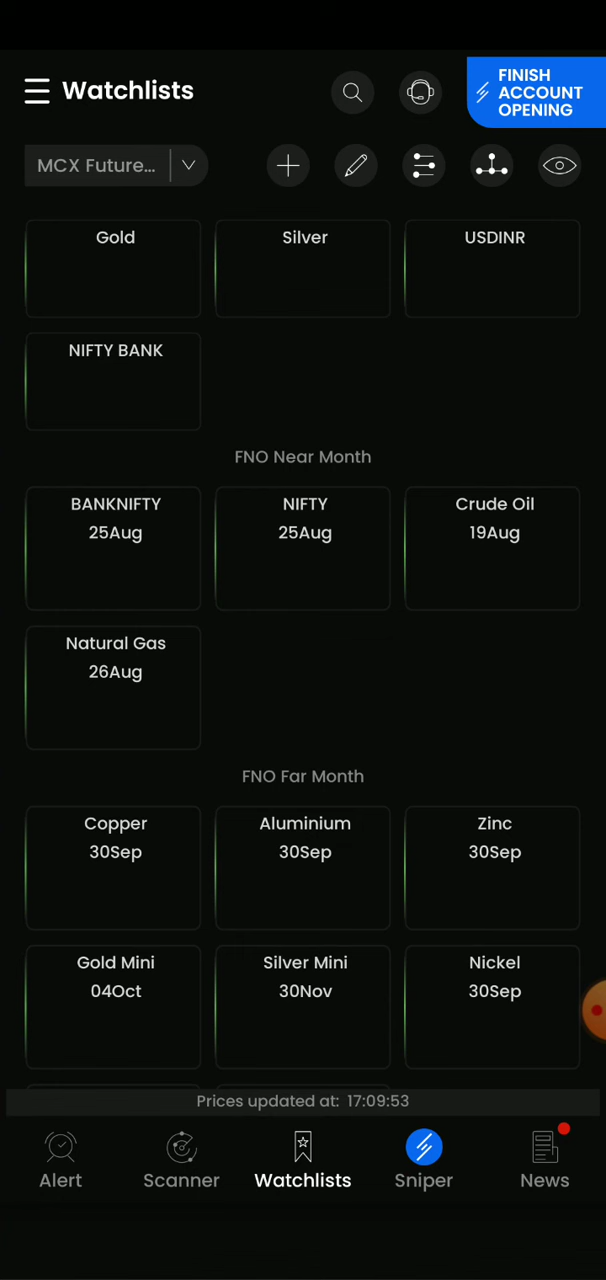 Watchlists
FINISH
ACCOUNT
OPENING
MCX Future...
Gold
Silver
USDINR
NIFTY BANK
FNO Near Month
BANKNIFTY
25Aug
NIFTY
25Aug
Crude Oil
19Aug
Natural Gas
26Aug
FNO Far Month
Copper
30Sep
Aluminium
30Sep
Zinc
30Sep
Gold Mini
04Oct
Silver Mini
30Nov
Nickel
30Sep
Prices updated at: 17:09:53
Alert
Scanner
Watchlists
Sniper
News